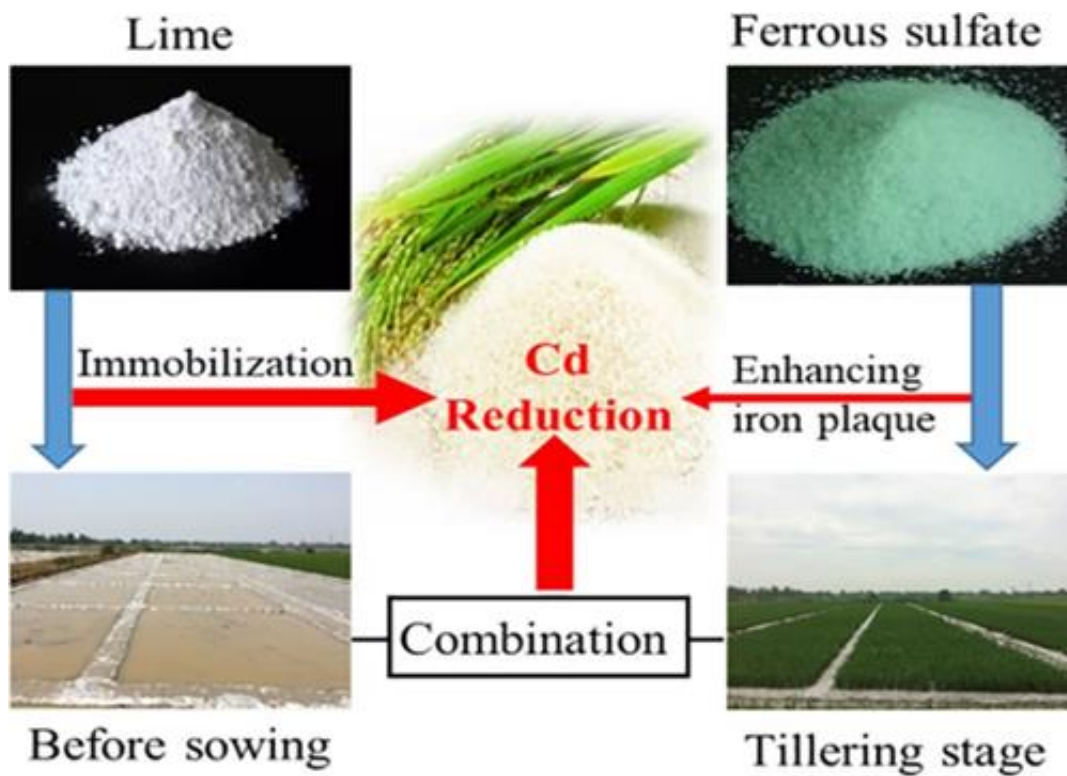 Lime
Ferrous sulfate
Immobilization
Cd
Reduction
Enhancing
iron plaque
Combination
Before sowing
Tillering stage